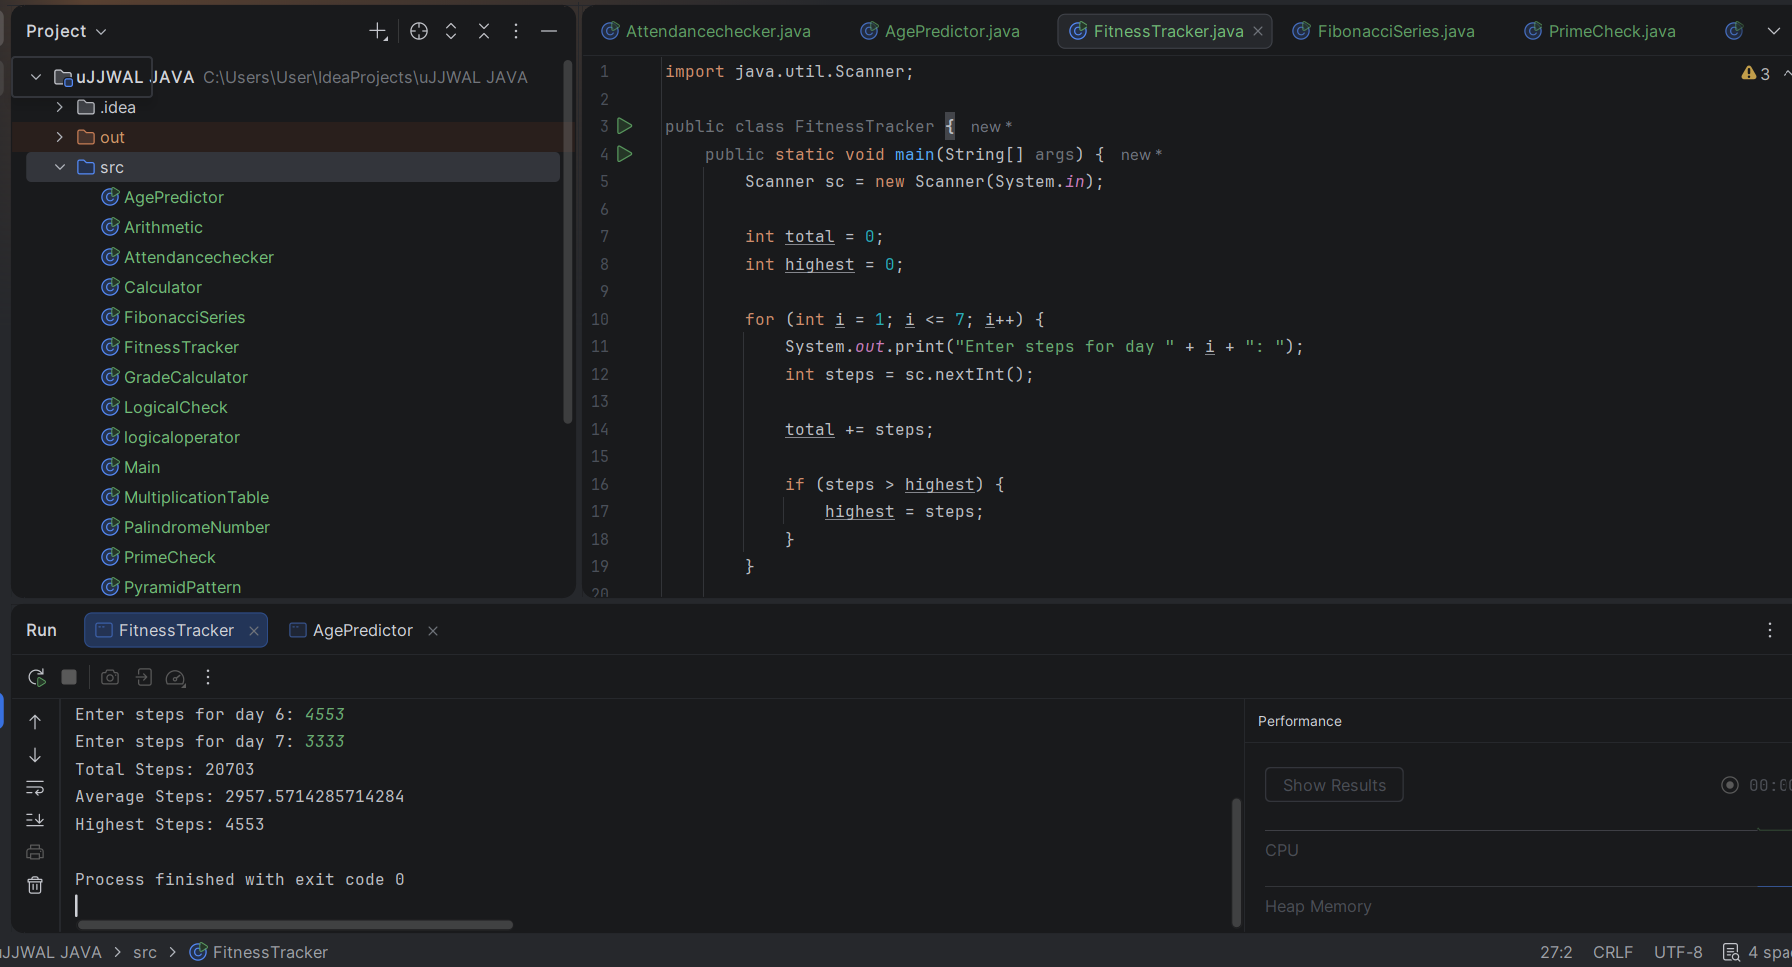 Project
Attendancechecker.java
AgePredictor.java
FitnessTracker.java
FibonacciSeries.java
PrimeCheck.java
uJJWAL JAVA C:\Users\User\IdeaProjects\uJJWAL JAVA
.idea
out
src
AgePredictor
Arithmetic
Attendancechecker
Calculator
FibonacciSeries
FitnessTracker
GradeCalculator
LogicalCheck
logicaloperator
Main
MultiplicationTable
PalindromeNumber
PrimeCheck
PyramidPattern
3
1 import java.util.Scanner;
2
3 public class FitnessTracker { new *
4 public static void main(String[] args) { new *
5 Scanner sc = new Scanner(System.in);
6
7 int total = 0;
8 int highest = 0;
9
10 for (int i = 1; i <= 7; i++) {
11 System.out.print("Enter steps for day " + i + ": ");
12 int steps = sc.nextInt();
13
14 total += steps;
15
16 if (steps > highest) {
17 highest = steps;
18 }
19 }
20
Run FitnessTracker AgePredictor
Enter steps for day 6: 4553
Enter steps for day 7: 3333
Total Steps: 20703
Average Steps: 2957.5714285714284
Highest Steps: 4553
Process finished with exit code 0
Performance
Show Results 00:0
CPU
Heap Memory
uJJWAL JAVA > src > FitnessTracker
27:2 CRLF UTF-8 4 spa